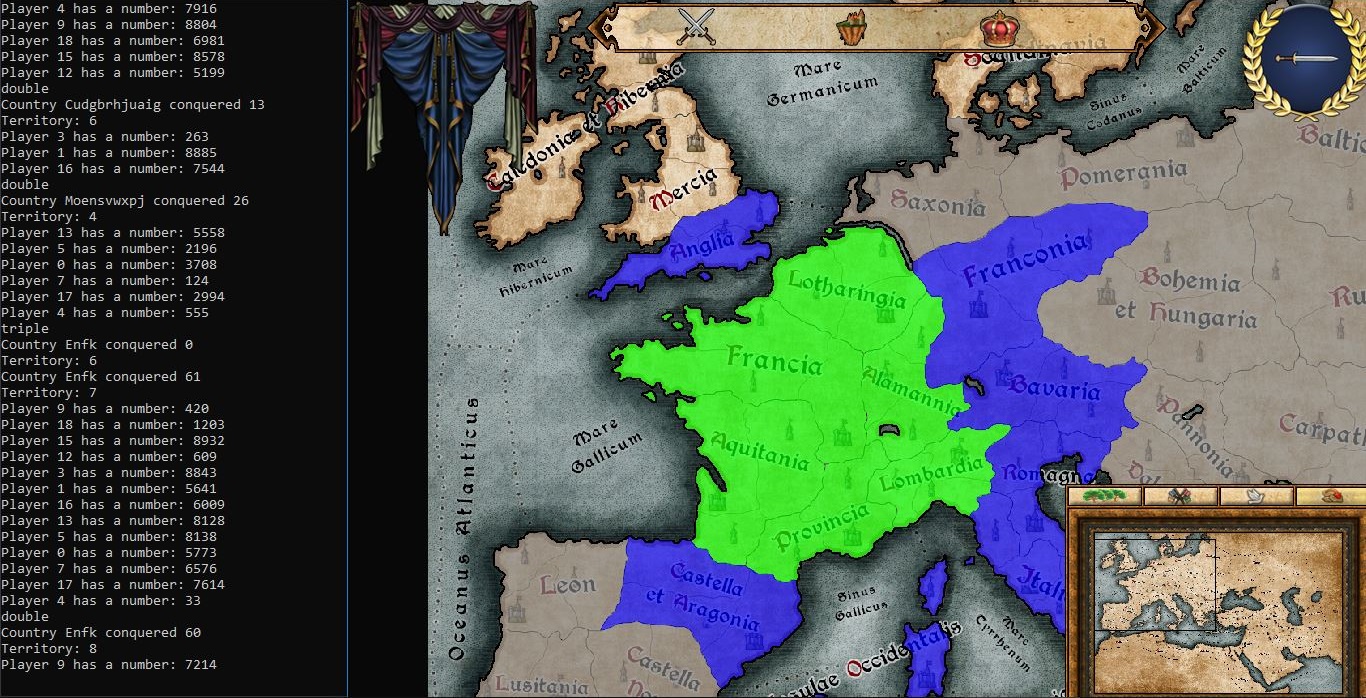 Player 4 has a number: 7916
Player 9 has a number: 8804
Player 18 has a number: 6981
Player 15 has a number: 8578
Player 12 has a number: 5199
double
Country Cudgbrhjuaig conquered 13
Territory: 6
Player 3 has a number: 263
Player 1 has a number: 8885
Player 16 has a number: 7544
double
Country Moensvwxpj conquered 26
Territory: 4
Player 13 has a number: 5558
Player 5 has a number: 2196
Player 0 has a number: 3708
Player 7 has a number: 124
Player 17 has a number: 2994
Player 4 has a number: 555
triple
Country Enfk conquered 0
Territory: 6
Country Enfk conquered 61
Territory: 7
Player 9 has a number: 420
Player 18 has a number: 1203
Player 15 has a number: 8932
Player 12 has a number: 609
Player 3 has a number: 8843
Player 1 has a number: 5641
Player 16 has a number: 6009
Player 13 has a number: 8128
Player 5 has a number: 8138
Player 0 has a number: 5773
Player 7 has a number: 6576
Player 17 has a number: 7614
Player 4 has a number: 33
double
Country Enfk conquered 60
Territory: 8
Player 9 has a number: 7214
Mare
Germanicum
Mare
Balticum
Sinus
Codanus
Caledonia et Hibernia
Mercia
Pomerania
Saxonia
Anglia
Franconia
Mare
Hibernicum
Lotharingia
Bohemia
et Hungaria
Francia
Alamannia
Bavaria
Mare
Gallicum
Aquitania
Lombardia
Pannonia
Provincia
Oceanus Atlanticus
Leon
Castella
et Aragonia
Sinus
Gallicus
Mare
Tyrrhenum
Occidentalis
Castella
Lusitania